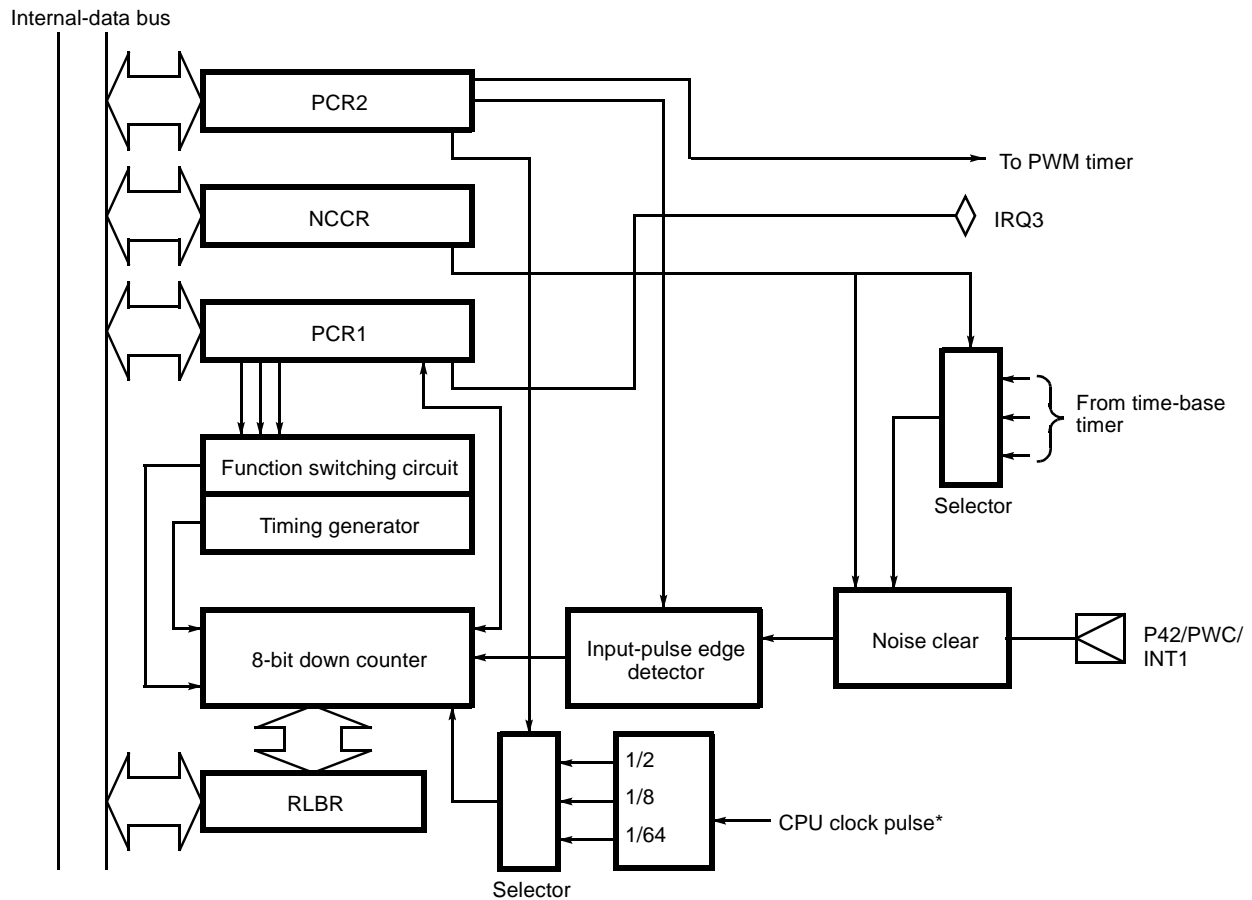 Internal-data bus
PCR2
To PWM timer
NCCR
IRQ3
PCR1
From time-base
timer
Function switching circuit
Selector
Timing generator
8-bit down counter
Input-pulse edge
detector
Noise clear
P42/PWC/
INT1
1/2
RLBR
1/8
CPU clock pulse*
1/64
Selector